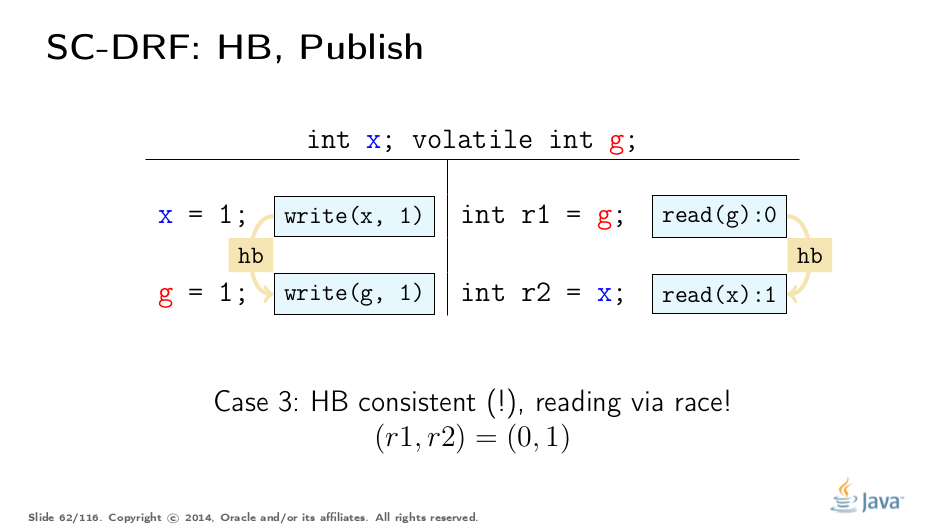 SC-DRF: HB, Publish
int x; volatile int g;
x = 1; write(x, 1) int r1 = g; read(g):0
hb hb
g = 1; write(g, 1) int r2 = x; read(x):1
Case 3: HB consistent (!), reading via race!
(r1, r2) = (0, 1)
Java™
Slide 62/116. Copyright © 2014, Oracle and/or its affiliates. All rights reserved.